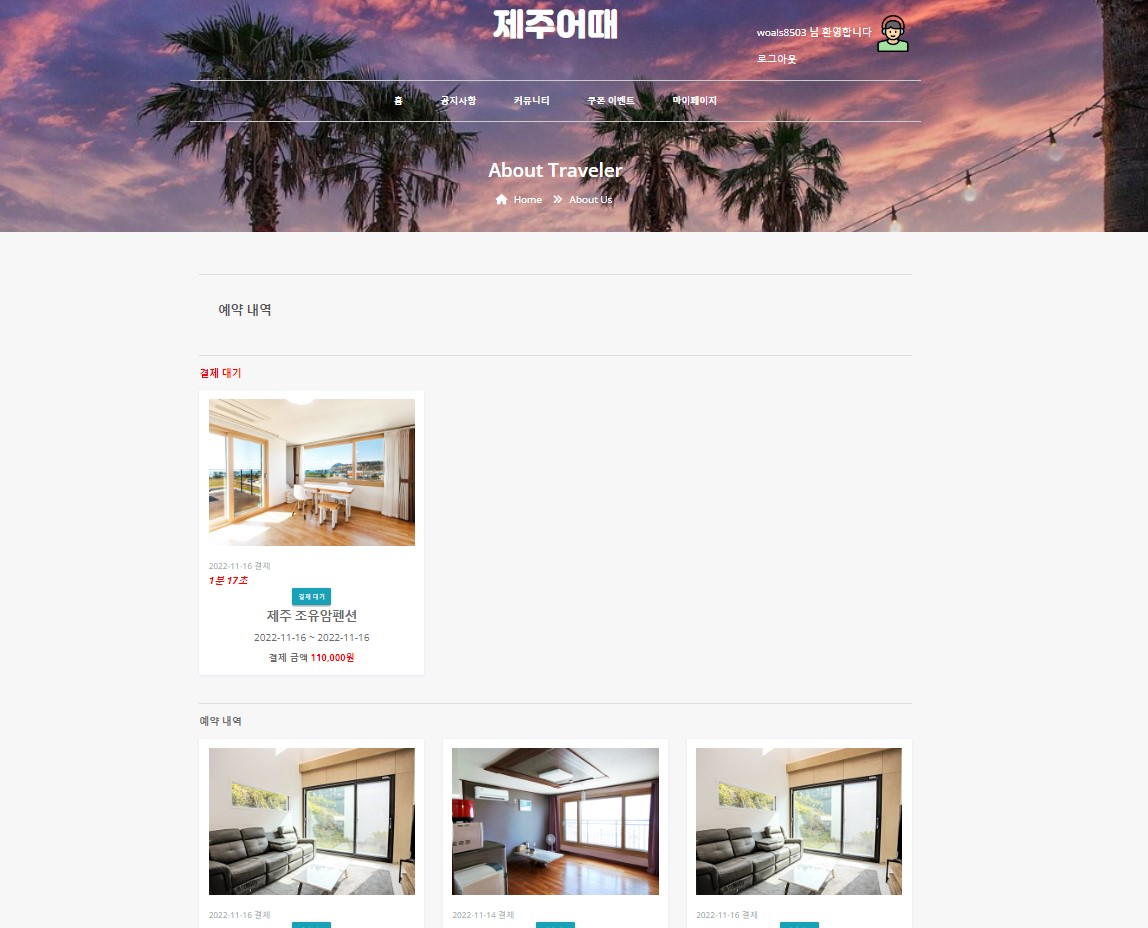 제주어때
woals8503 님 환영합니다
로그아웃
홈 공지사항 커뮤니티 쿠폰 이벤트 마이페이지
About Traveler
Home About Us
예약 내역
결제 대기
2022-11-16 결제
1분 17초
결제 대기
제주 조유암펜션
2022-11-16 ~ 2022-11-16
결제 금액 110,000원
예약 내역
2022-11-16 결제 2022-11-14 결제 2022-11-16 결제